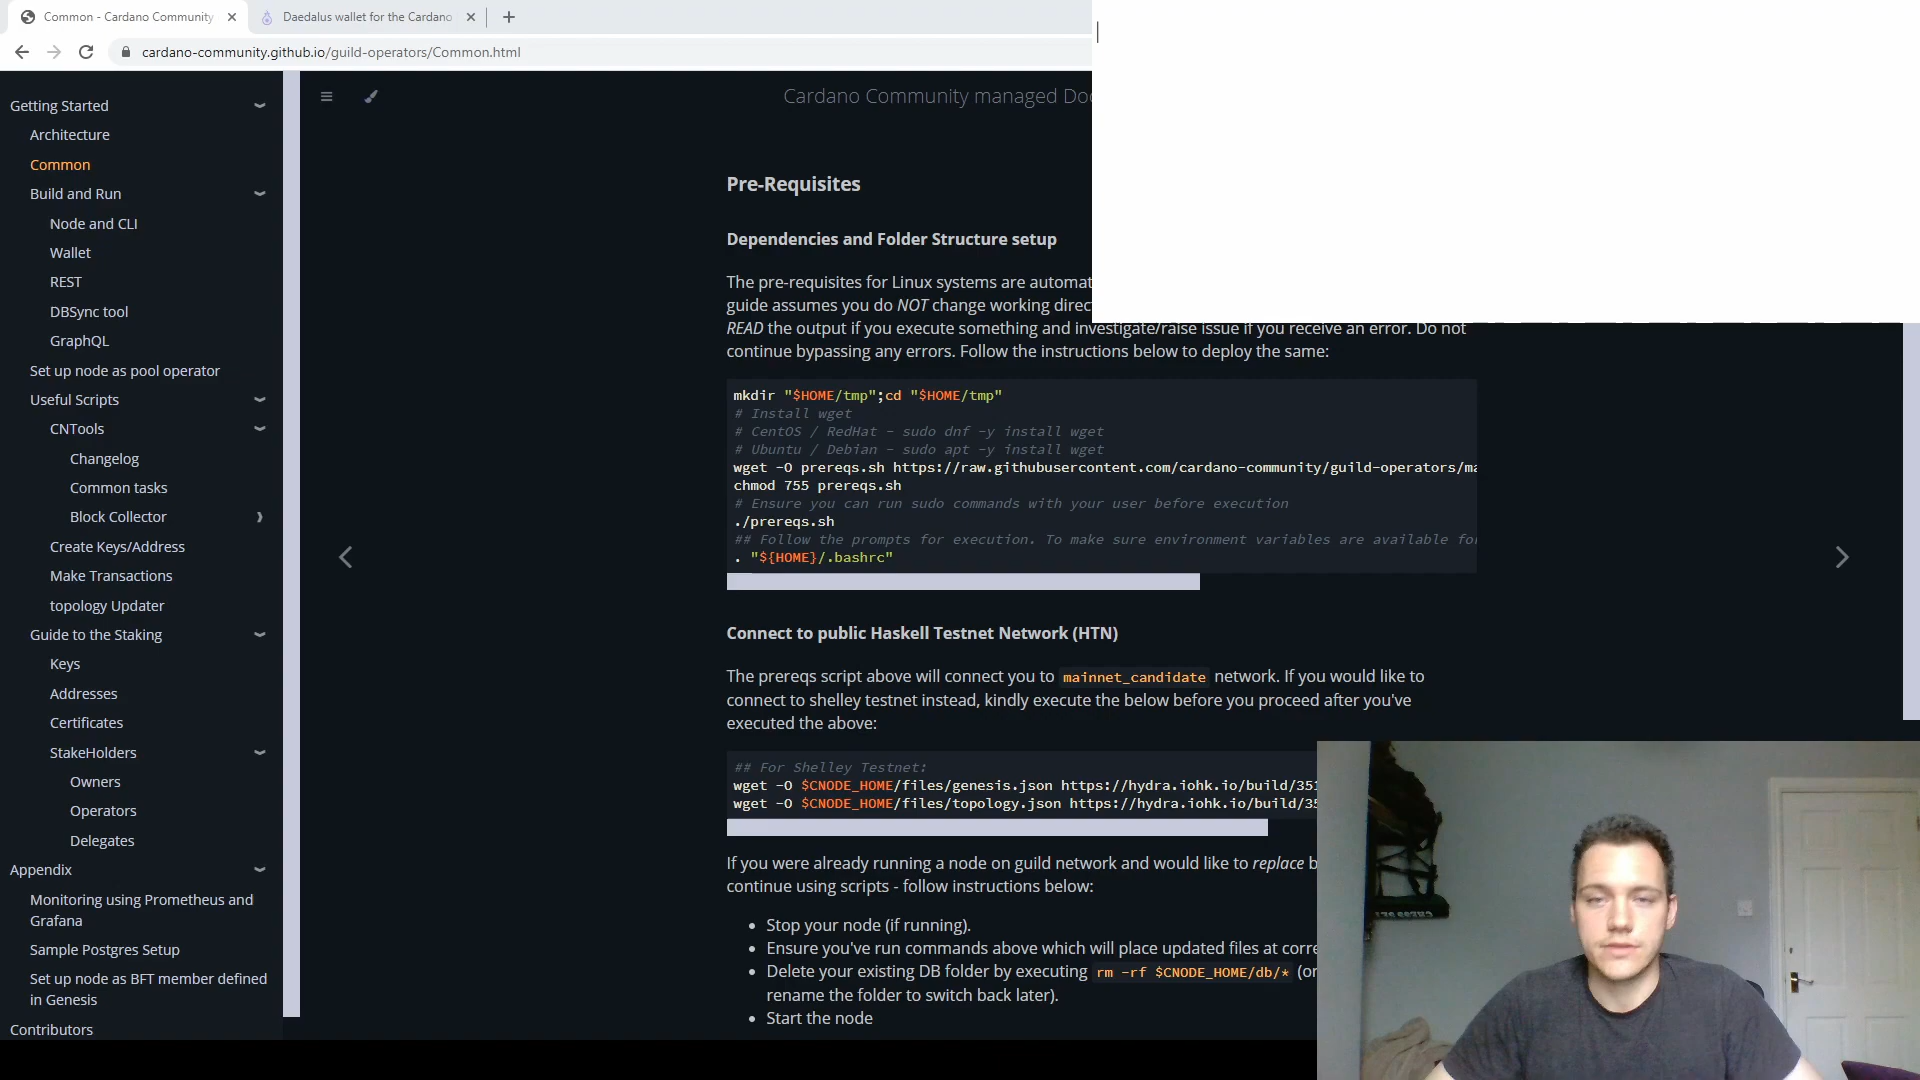 Common - Cardano Community
Daedalus wallet for the Cardano
cardano-community.github.io/guild-operators/Common.html
Getting Started
Architecture
Common
Build and Run
Node and CLI
Wallet
REST
DBSync tool
GraphQL
Set up node as pool operator
Useful Scripts
CNTools
Changelog
Common tasks
Block Collector
Create Keys/Address
Make Transactions
topology Updater
Guide to the Staking
Keys
Addresses
Certificates
StakeHolders
Owners
Operators
Delegates
Appendix
Monitoring using Prometheus and
Grafana
Sample Postgres Setup
Set up node as BFT member defined
in Genesis
Contributors
Cardano Community managed Doc
Pre-Requisites
Dependencies and Folder Structure setup
The pre-requisites for Linux systems are automat
guide assumes you do NOT change working direct
READ the output if you execute something and investigate/raise issue if you receive an error. Do not
continue bypassing any errors. Follow the instructions below to deploy the same:
mkdir "$HOME/tmp";cd "$HOME/tmp"
# Install wget
# CentOS / RedHat - sudo dnf -y install wget
# Ubuntu / Debian - sudo apt -y install wget
wget -O prereqs.sh https://raw.githubusercontent.com/cardano-community/guild-operators/ma
chmod 755 prereqs.sh
# Ensure you can run sudo commands with your user before execution
./prereqs.sh
## Follow the prompts for execution. To make sure environment variables are available for
. "${HOME}/.bashrc"
Connect to public Haskell Testnet Network (HTN)
The prereqs script above will connect you to mainnet_candidate network. If you would like to
connect to shelley testnet instead, kindly execute the below before you proceed after you've
executed the above:
## For Shelley Testnet:
wget -O $CNODE_HOME/files/genesis.json https://hydra.iohk.io/build/351
wget -O $CNODE_HOME/files/topology.json https://hydra.iohk.io/build/35
If you were already running a node on guild network and would like to replace b
continue using scripts - follow instructions below:
Stop your node (if running).
Ensure you've run commands above which will place updated files at corre
Delete your existing DB folder by executing rm -rf $CNODE_HOME/db/* (or
rename the folder to switch back later).
Start the node